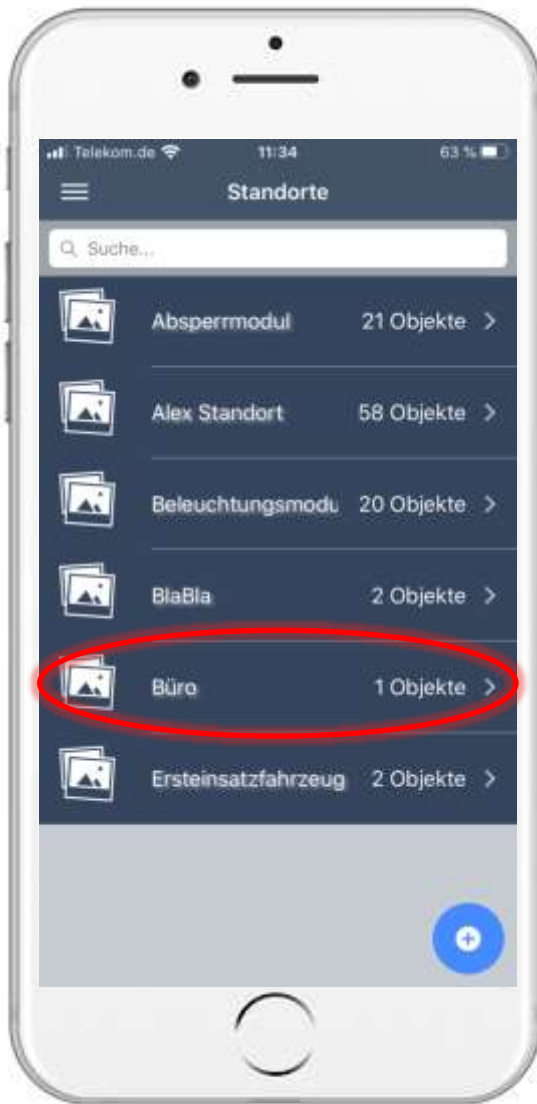 Telekom.de 11:34 63 %
Standorte
Suche...
Absperrmodul 21 Objekte
Alex Standort 58 Objekte
Beleuchtungsmodu 20 Objekte
BlaBla 2 Objekte
Büro 1 Objekte
Ersteinsatzfahrzeug 2 Objekte